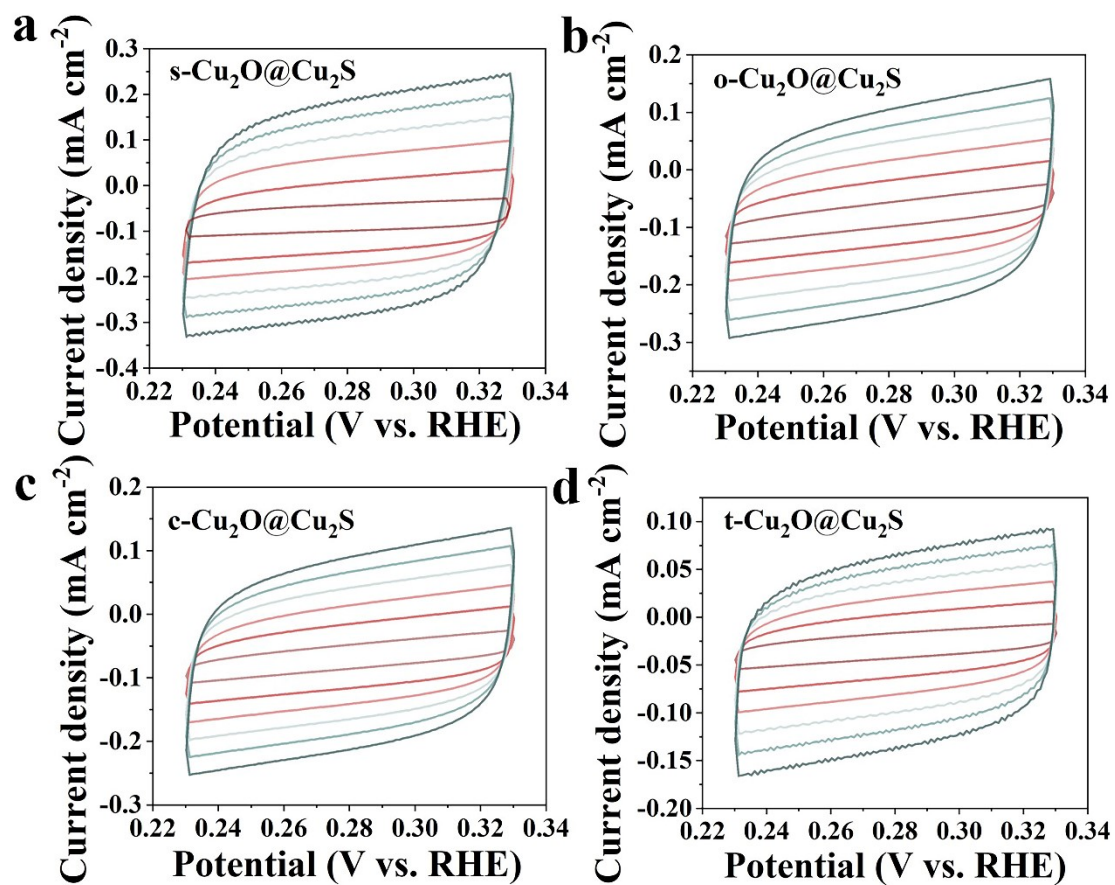 a
s-Cu₂O@Cu₂S
Current density (mA cm⁻²)
0.3
0.2
0.1
0.0
-0.1
-0.2
-0.3
-0.4
0.22 0.24 0.26 0.28 0.30 0.32 0.34
Potential (V vs. RHE)
b
o-Cu₂O@Cu₂S
Current density (mA cm⁻²)
0.2
0.1
0.0
-0.1
-0.2
-0.3
0.22 0.24 0.26 0.28 0.30 0.32 0.34
Potential (V vs. RHE)
c
c-Cu₂O@Cu₂S
Current density (mA cm⁻²)
0.2
0.1
0.0
-0.1
-0.2
-0.3
0.22 0.24 0.26 0.28 0.30 0.32 0.34
Potential (V vs. RHE)
d
t-Cu₂O@Cu₂S
Current density (mA cm⁻²)
0.10
0.05
0.00
-0.05
-0.10
-0.15
-0.20
0.22 0.24 0.26 0.28 0.30 0.32 0.34
Potential (V vs. RHE)